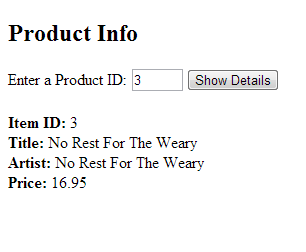 Product Info
Enter a Product ID: 3 Show Details
Item ID: 3
Title: No Rest For The Weary
Artist: No Rest For The Weary
Price: 16.95